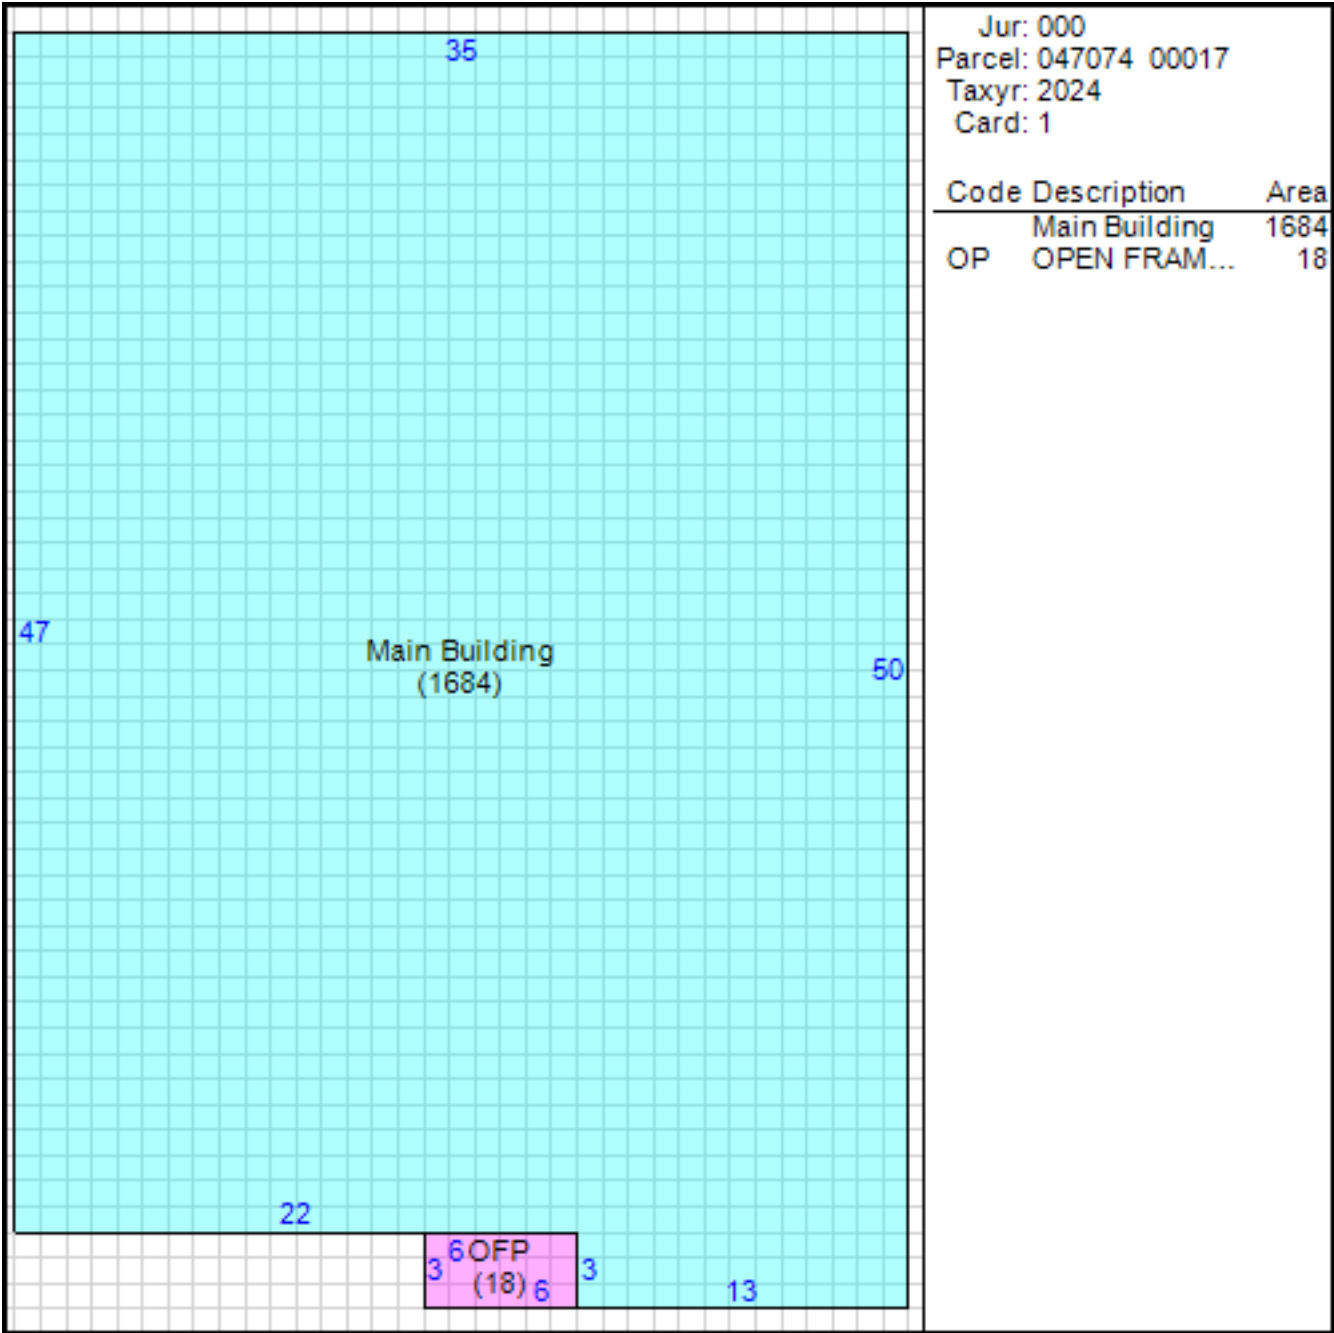 35
47
Main Building
(1684)
50
22
6 OFP
3
(18) 6
3
13
Jur: 000
Parcel: 047074 00017
Taxyr: 2024
Card: 1
Code Description Area
Main Building 1684
OP OPEN FRAM... 18